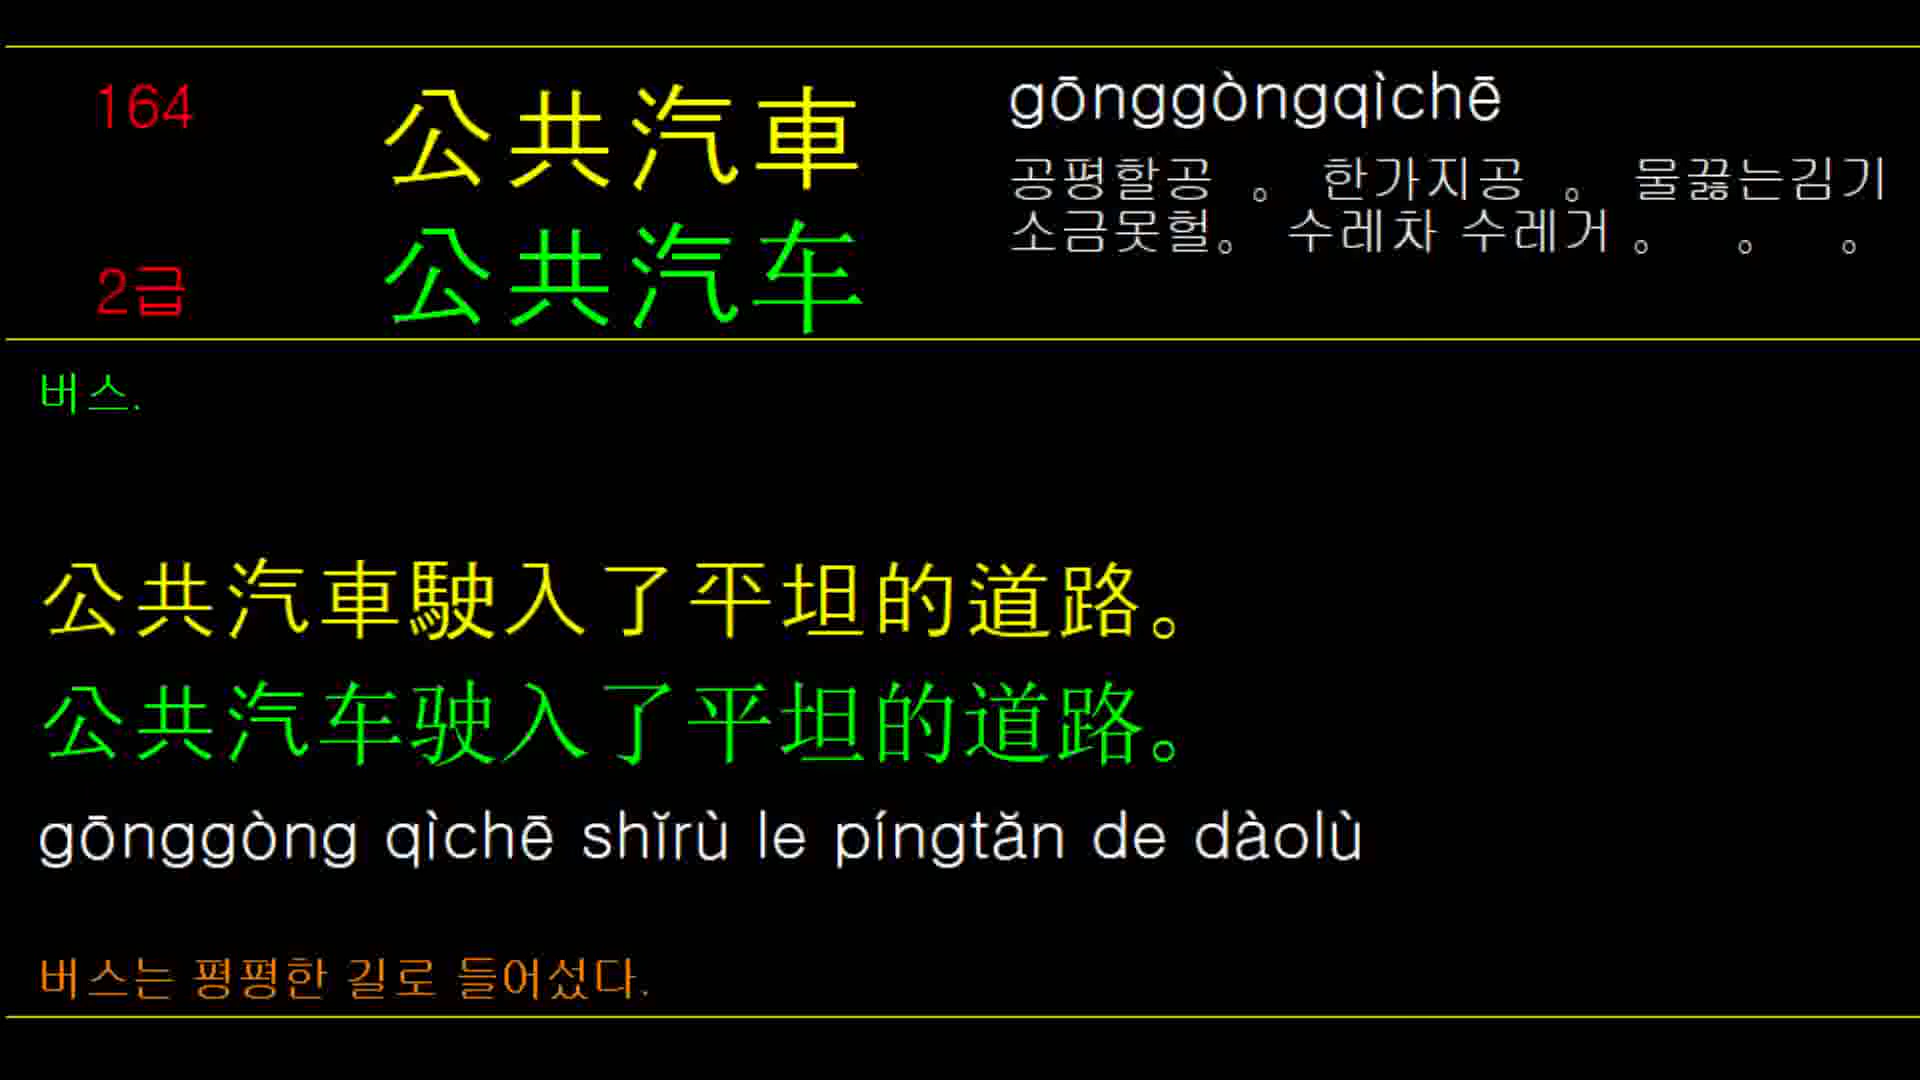 164
公共汽車
gōnggòngqìchē
공평할공 。 한가지공 。 물끓는김기
소금못헐。 수레차 수레거 。 。 。
2급
公共汽车
버스.
公共汽車駛入了平坦的道路。
公共汽车驶入了平坦的道路。
gōnggòng qìchē shǐrù le píngtǎn de dàolù
버스는 평평한 길로 들어섰다.